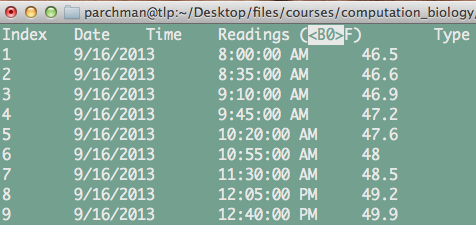 parchman@tlp:~/Desktop/files/courses/computation_biology/
Index Date Time Readings (<B0>F) Type
1 9/16/2013 8:00:00 AM 46.5
2 9/16/2013 8:35:00 AM 46.6
3 9/16/2013 9:10:00 AM 46.9
4 9/16/2013 9:45:00 AM 47.2
5 9/16/2013 10:20:00 AM 47.6
6 9/16/2013 10:55:00 AM 48
7 9/16/2013 11:30:00 AM 48.5
8 9/16/2013 12:05:00 PM 49.2
9 9/16/2013 12:40:00 PM 49.9